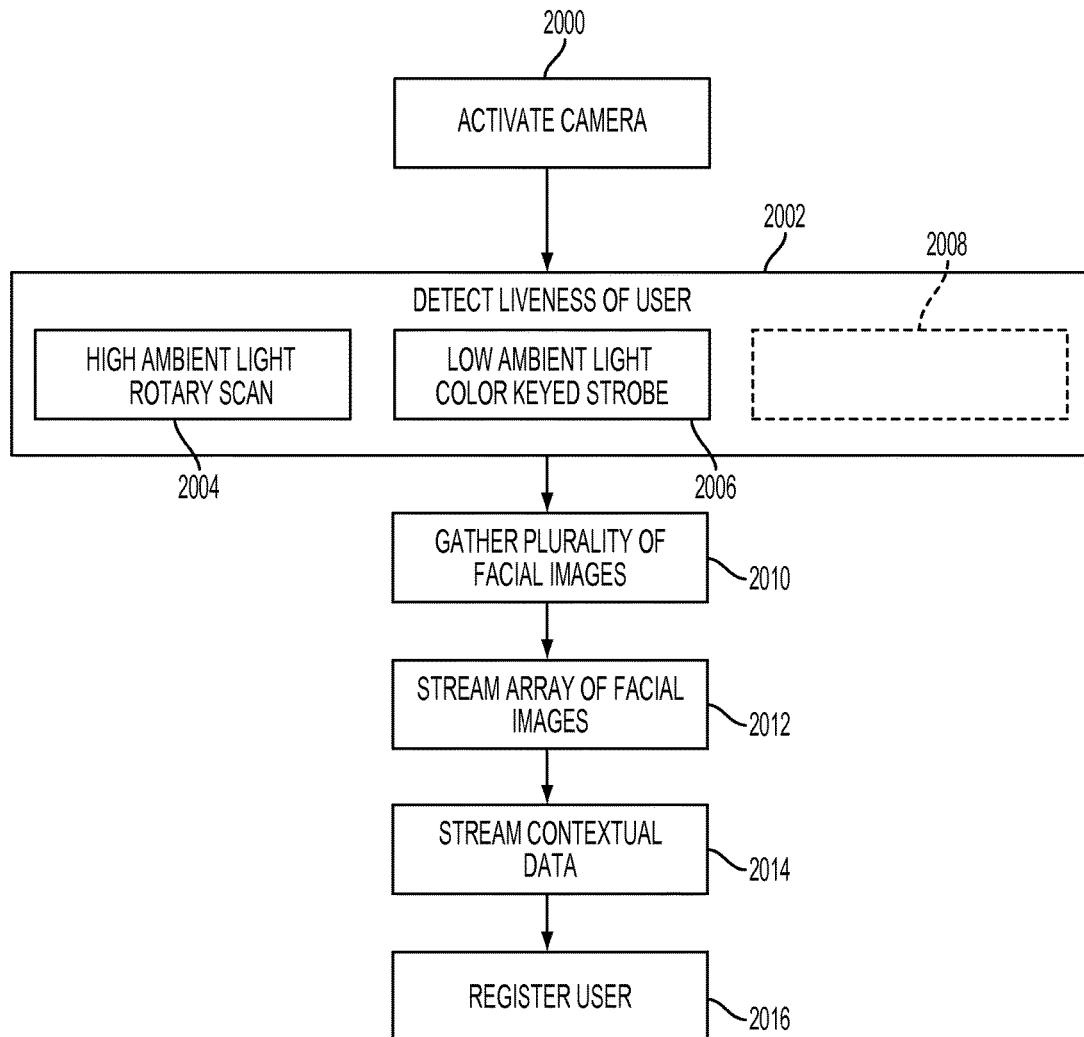 2000
ACTIVATE CAMERA
2002
2008
DETECT LIVENESS OF USER
HIGH AMBIENT LIGHT
ROTARY SCAN
LOW AMBIENT LIGHT
COLOR KEYED STROBE
2004
2006
GATHER PLURALITY OF
FACIAL IMAGES
2010
STREAM ARRAY OF FACIAL
IMAGES
2012
STREAM CONTEXTUAL
DATA
2014
REGISTER USER
2016